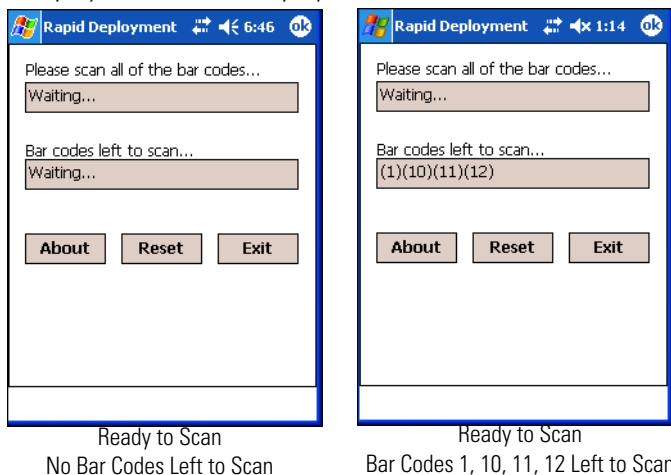 Rapid Deployment 6:46 ok
Please scan all of the bar codes...
Waiting...
Bar codes left to scan...
Waiting...
About Reset Exit
Ready to Scan
No Bar Codes Left to Scan
Rapid Deployment 1:14 ok
Please scan all of the bar codes...
Waiting...
Bar codes left to scan...
(1)(10)(11)(12)
About Reset Exit
Ready to Scan
Bar Codes 1, 10, 11, 12 Left to Scan